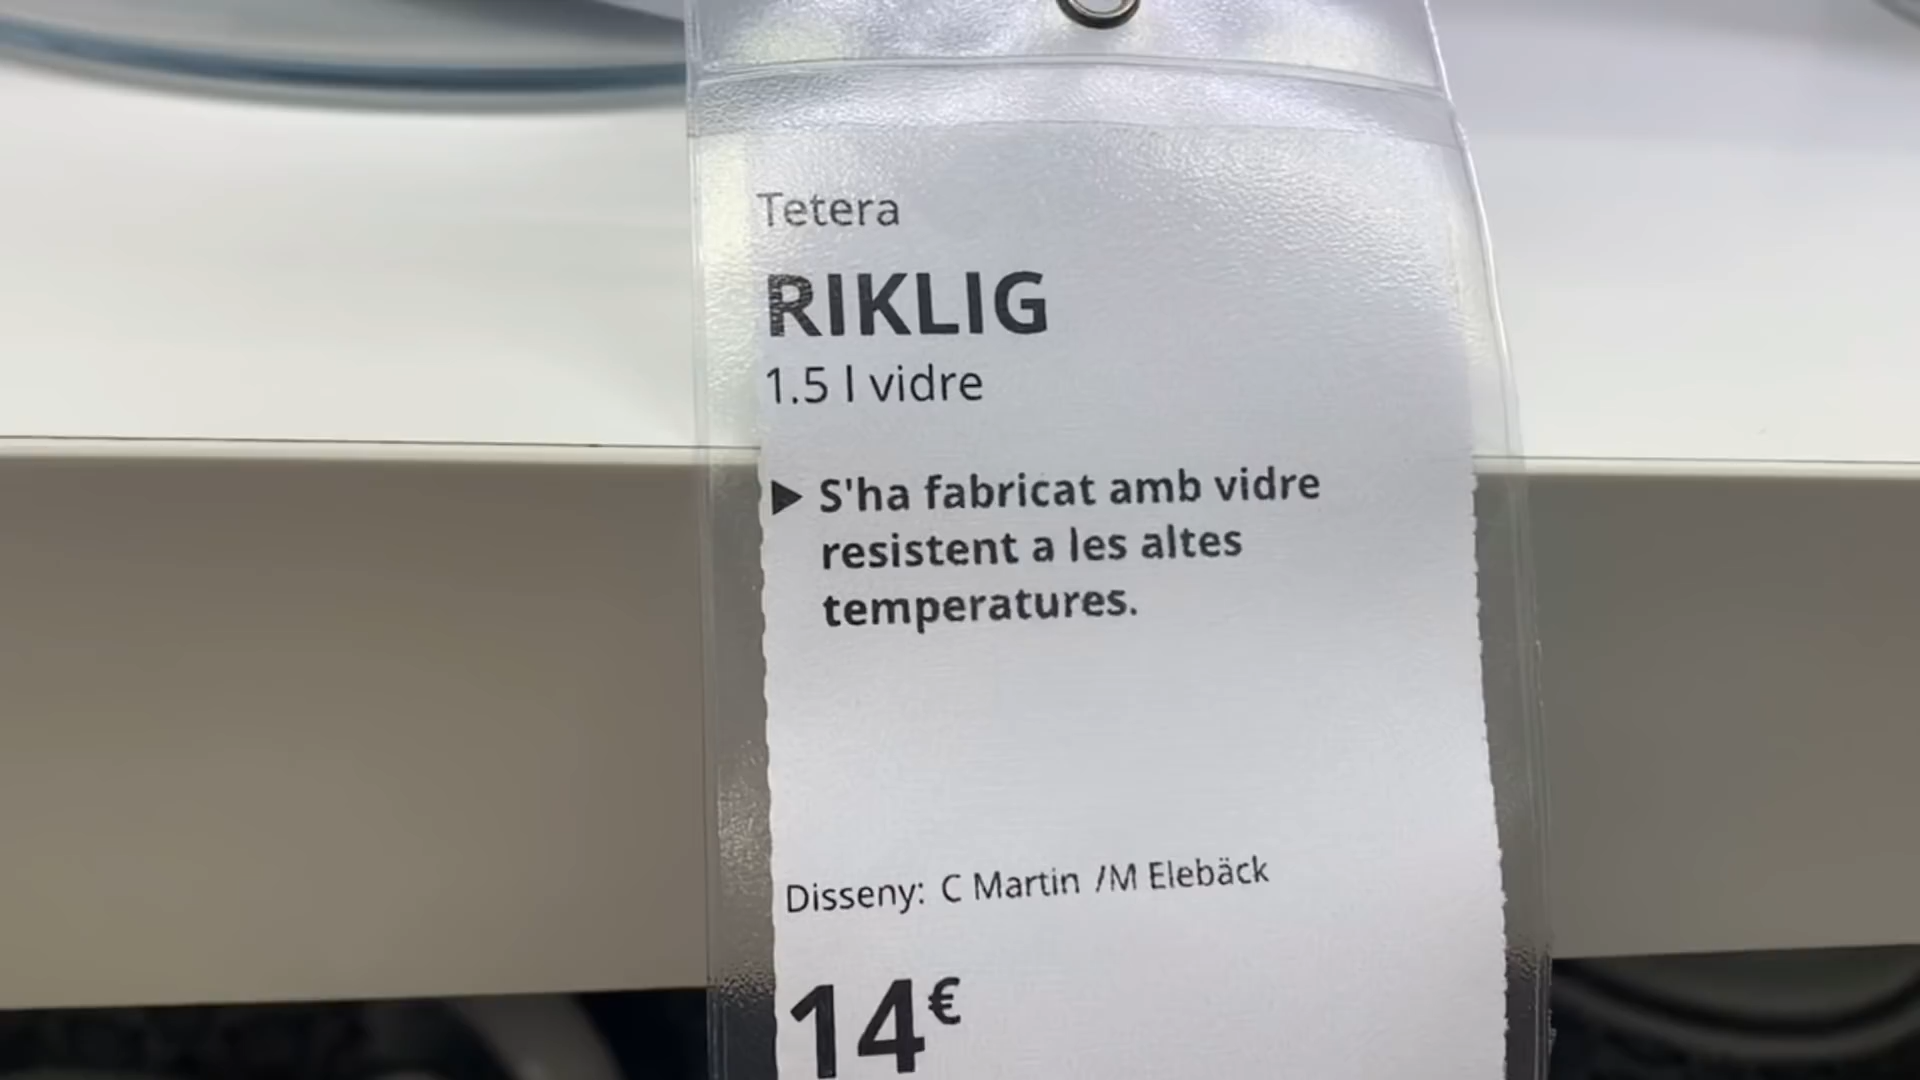 Tetera
RIKLIG
1.5 l vidre
▶ S'ha fabricat amb vidre
resistent a les altes
temperatures.
Disseny: C Martin /M Elebäck
14€